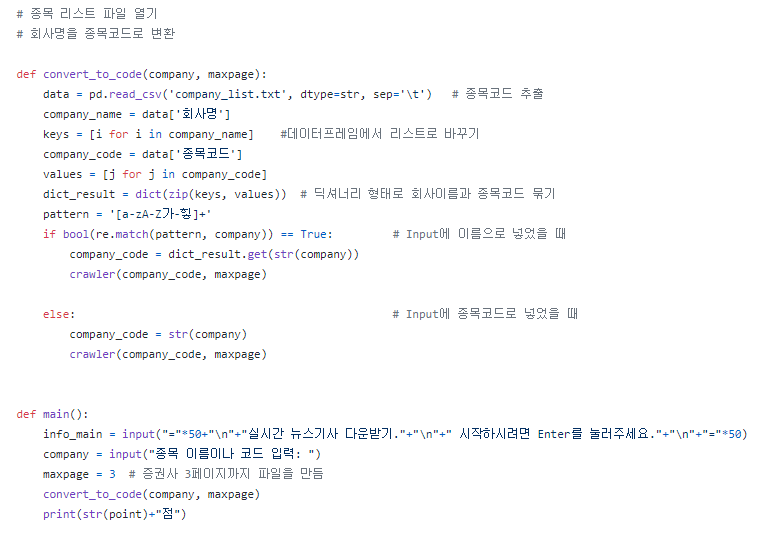 # 종목 리스트 파일 열기
# 회사명을 종목코드로 변환
def convert_to_code(company, maxpage):
    data = pd.read_csv('company_list.txt', dtype=str, sep='\t')   # 종목코드 추출
    company_name = data['회사명']
    keys = [i for i in company_name]    #데이터프레임에서 리스트로 바꾸기
    company_code = data['종목코드']
    values = [j for j in company_code]
    dict_result = dict(zip(keys, values))  # 딕셔너리 형태로 회사이름과 종목코드 묶기
    pattern = '[a-zA-Z가-힣]+'
    if bool(re.match(pattern, company)) == True:         # Input에 이름으로 넣었을 때
        company_code = dict_result.get(str(company))
        crawler(company_code, maxpage)
    else:                                                # Input에 종목코드로 넣었을 때
        company_code = str(company)
        crawler(company_code, maxpage)
def main():
    info_main = input("="*50+"\n"+"실시간 뉴스기사 다운받기."+"\n"+" 시작하시려면 Enter를 눌러주세요."+"\n"+"="*50)
    company = input("종목 이름이나 코드 입력: ")
    maxpage = 3  # 증권사 3페이지까지 파일을 만듬
    convert_to_code(company, maxpage)
    print(str(point)+"점")